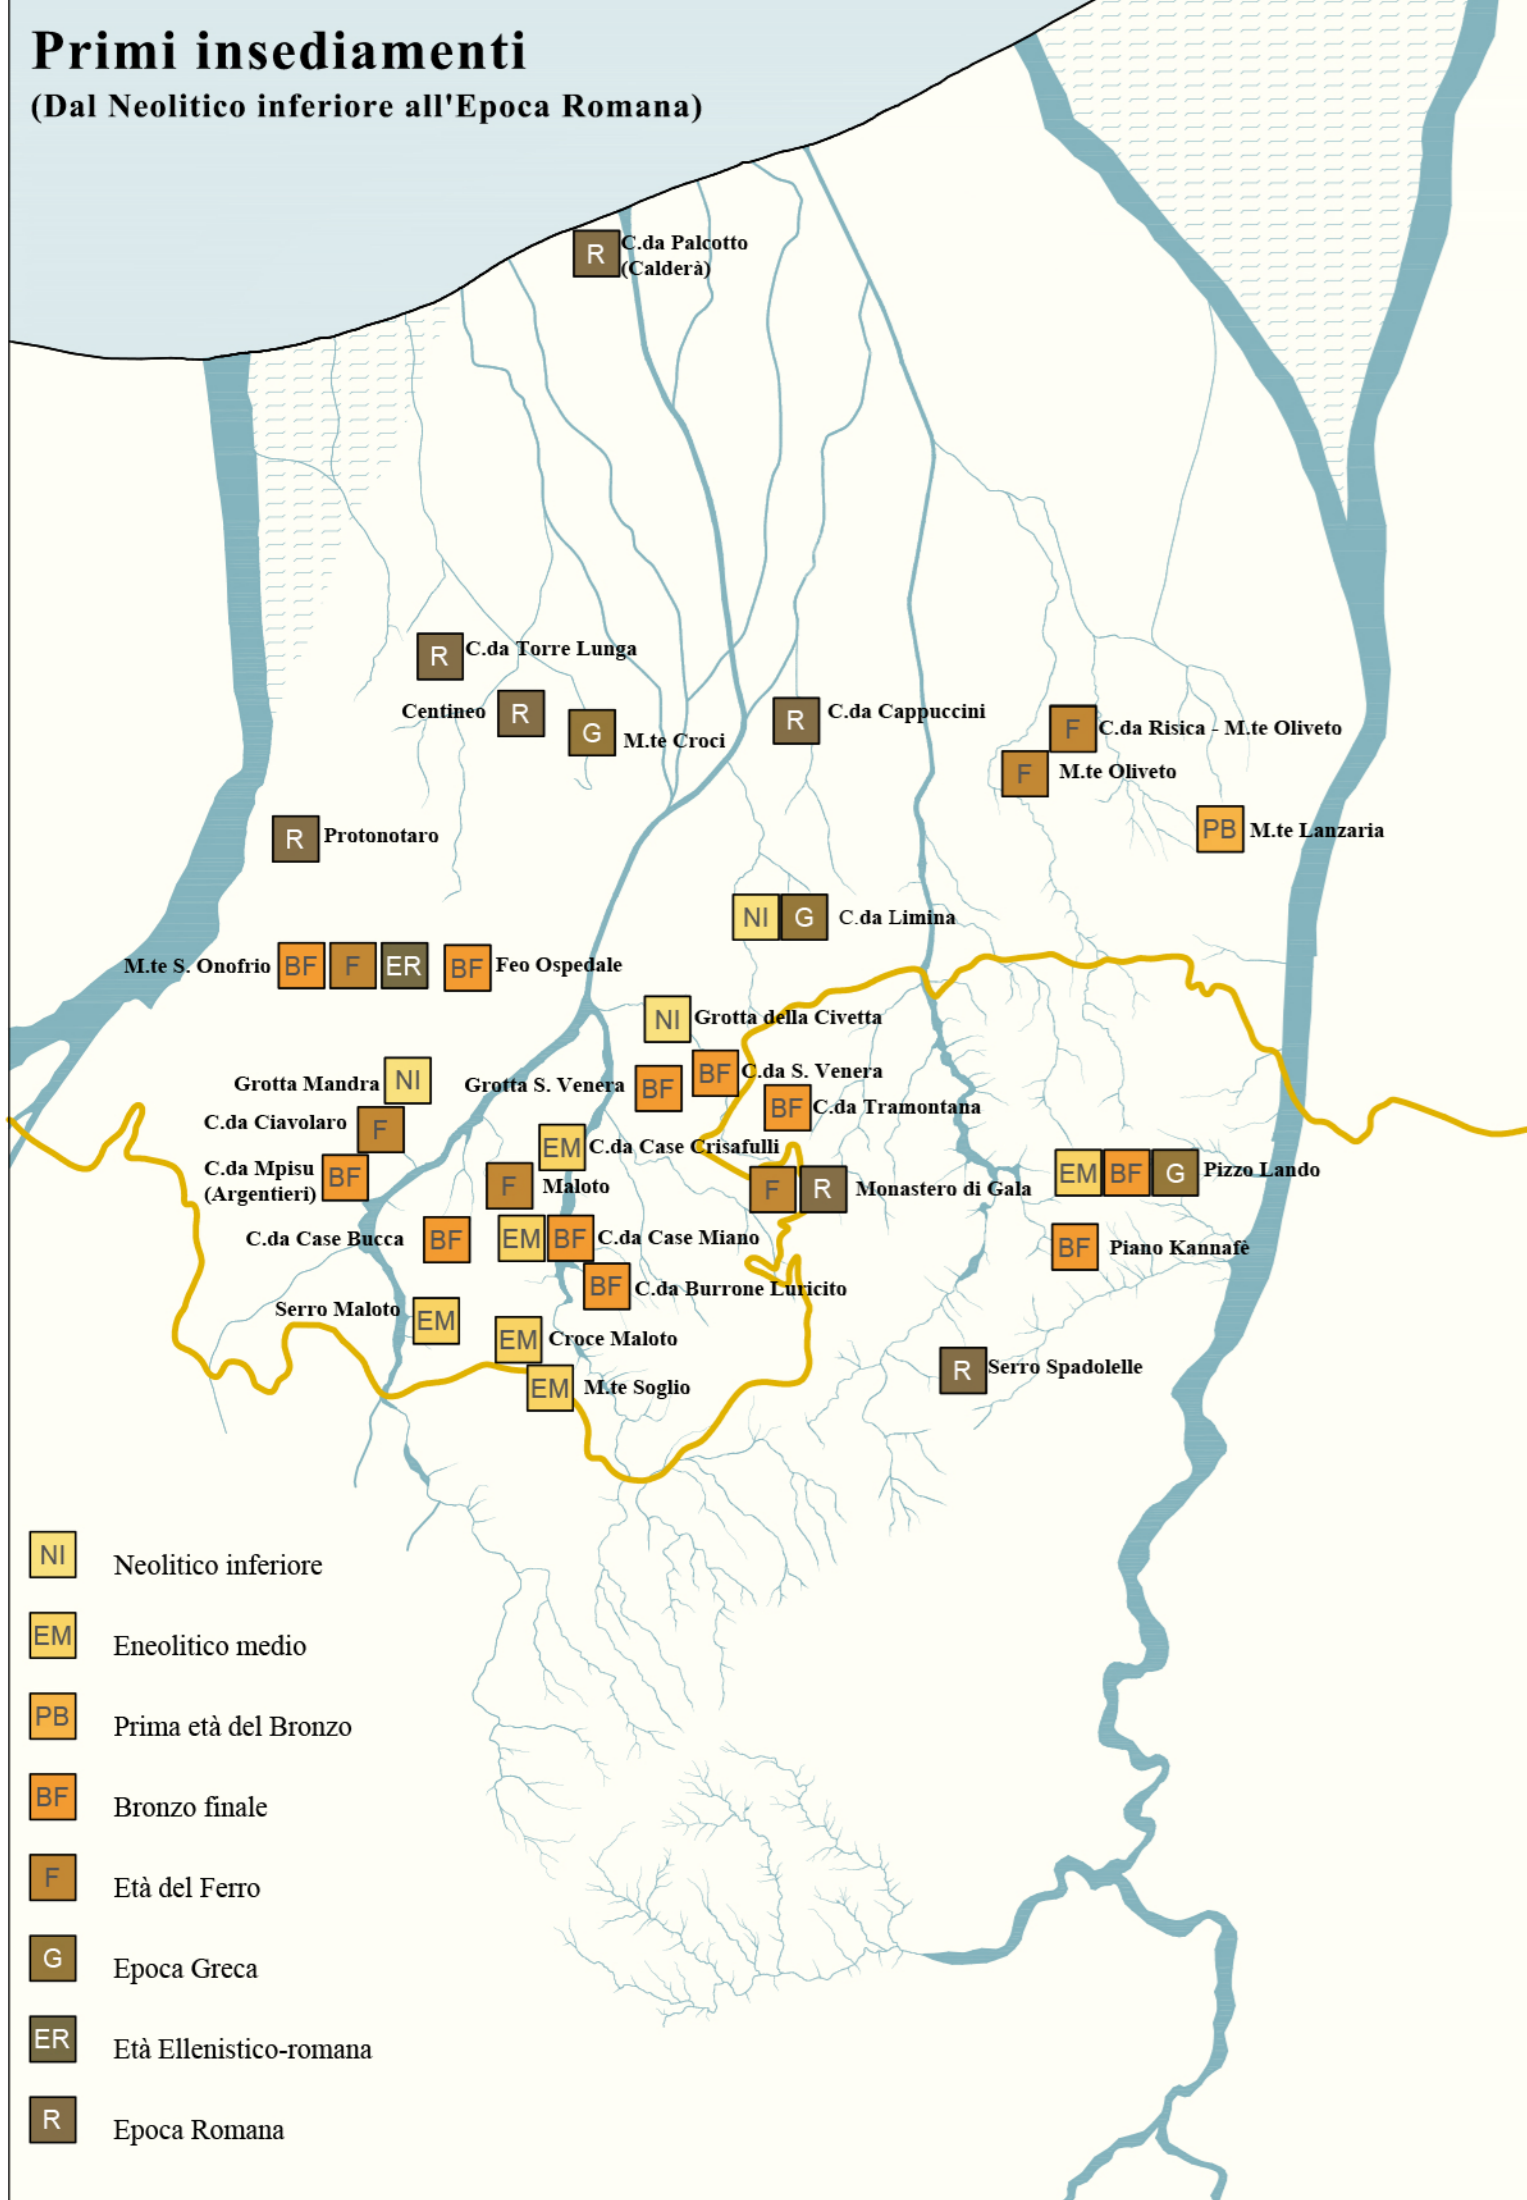 Primi insediamenti
(Dal Neolitico inferiore all'Epoca Romana)
R C.da Palcotto
(Calderà)
R C.da Torre Lunga
Centineo R
G M.te Croci
R C.da Cappuccini
F C.da Risica - M.te Oliveto
F M.te Oliveto
PB M.te Lanzaria
R Protonotaro
NI G C.da Limina
M.te S. Onofrio BF F ER
BF Feo Ospedale
NI Grotta della Civetta
Grotta Mandra NI
Grotta S. Venera BF
BF C.da S. Venera
BF C.da Tramontana
C.da Ciavolaro F
EM C.da Case Crisafulli
C.da Mpisu
(Argentieri) BF
F Maloto
F R Monastero di Gala
EM BF G Pizzo Lando
C.da Case Bucca BF
EM BF C.da Case Miano
BF Piano Kannafè
BF C.da Burrone Luricito
Serro Maloto EM
EM Croce Maloto
R Serro Spadolelle
EM M.te Soglio
NI Neolitico inferiore
EM Eneolitico medio
PB Prima età del Bronzo
BF Bronzo finale
F Età del Ferro
G Epoca Greca
ER Età Ellenistico-romana
R Epoca Romana